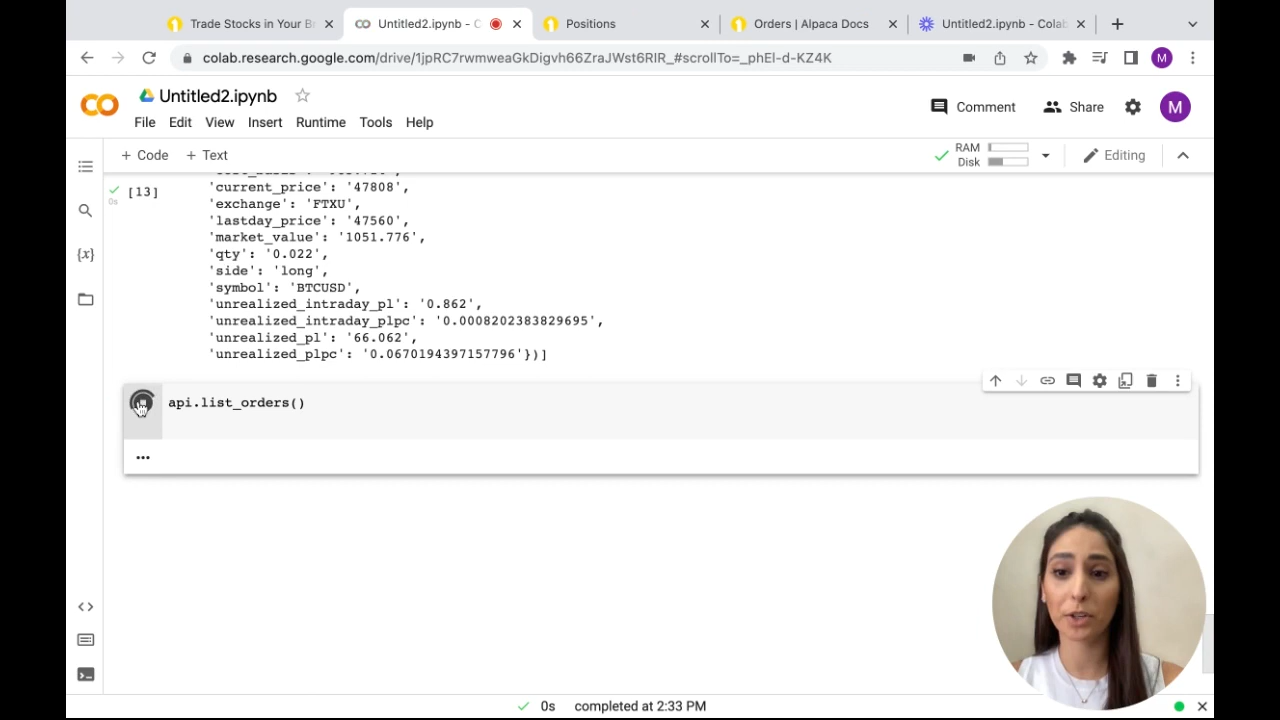 Trade Stocks in Your Br
Untitled2.ipynb - C
Positions
Orders | Alpaca Docs
Untitled2.ipynb - Colab
colab.research.google.com/drive/1jpRC7rwmweaGkDigvh66ZraJWst6RIR_#scrollTo=_phEl-d-KZ4K
M
Untitled2.ipynb
Comment
Share
M
File Edit View Insert Runtime Tools Help
+ Code + Text
RAM
Disk
Editing
[13]
0s
'current_price': '47808',
'exchange': 'FTXU',
'lastday_price': '47560',
'market_value': '1051.776',
'qty': '0.022',
'side': 'long',
'symbol': 'BTCUSD',
'unrealized_intraday_pl': '0.862',
'unrealized_intraday_plpc': '0.0008202383829695',
'unrealized_pl': '66.062',
'unrealized_plpc': '0.0670194397157796'})]
{x}
api.list_orders()
...
0s completed at 2:33 PM